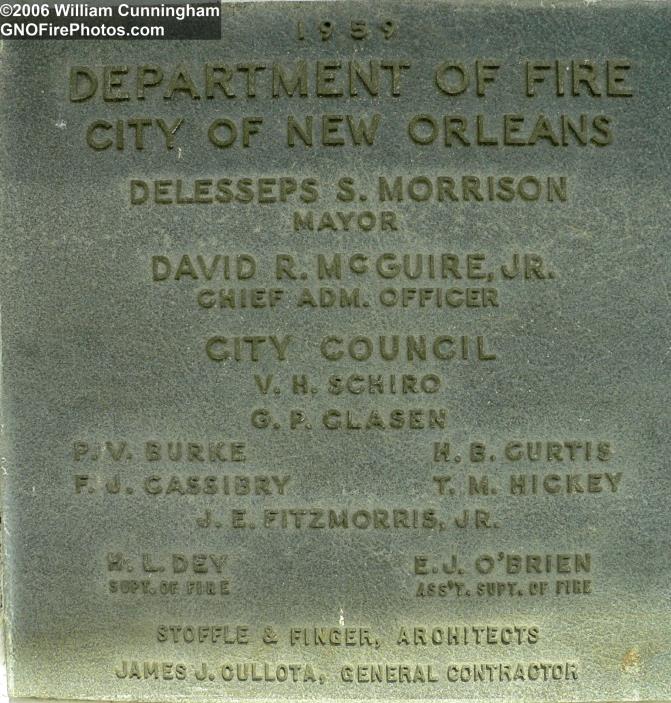 ©2006 William Cunningham
GNOFirePhotos.com
1959
DEPARTMENT OF FIRE
CITY OF NEW ORLEANS
DELESSEPS S. MORRISON
MAYOR
DAVID R. McGUIRE, JR.
CHIEF ADM. OFFICER
CITY COUNCIL
V. H. SCHIRO
G. P. CLASEN
P. V. BURKE H. B. CURTIS
F. J. CASSIBRY T. M. HICKEY
J. E. FITZMORRIS, JR.
H. L. DEY E. J. O'BRIEN
SUPT. OF FIRE ASS'T. SUPT. OF FIRE
STOFFLE & FINGER, ARCHITECTS
JAMES J. CULLOTA, GENERAL CONTRACTOR